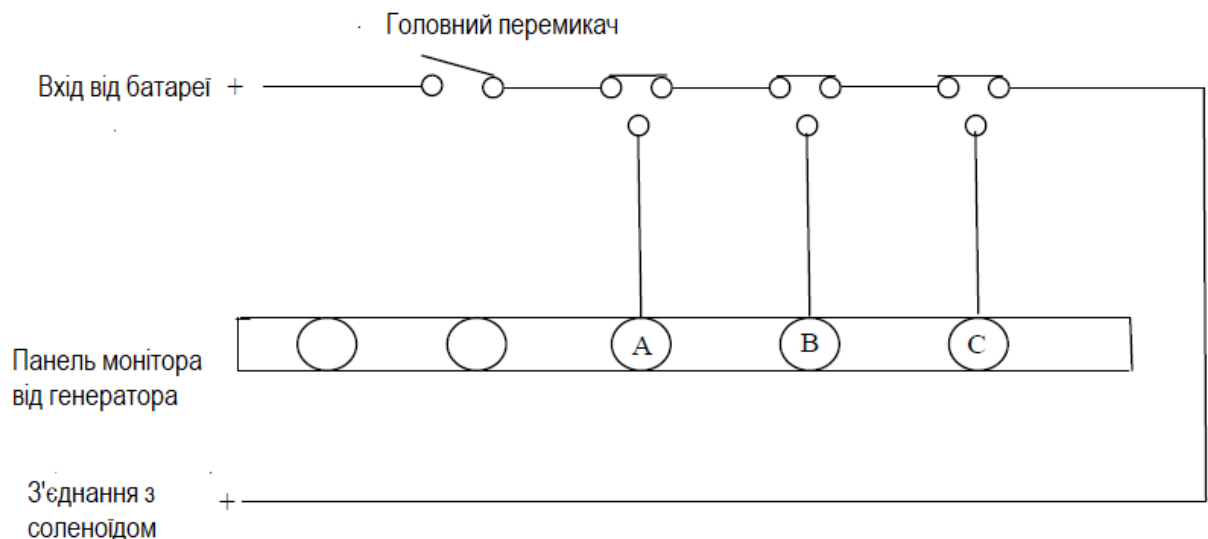 Головний перемикач
Вхід від батареї +
A B C
Панель монітора
від генератора
З'єднання з +
соленоїдом